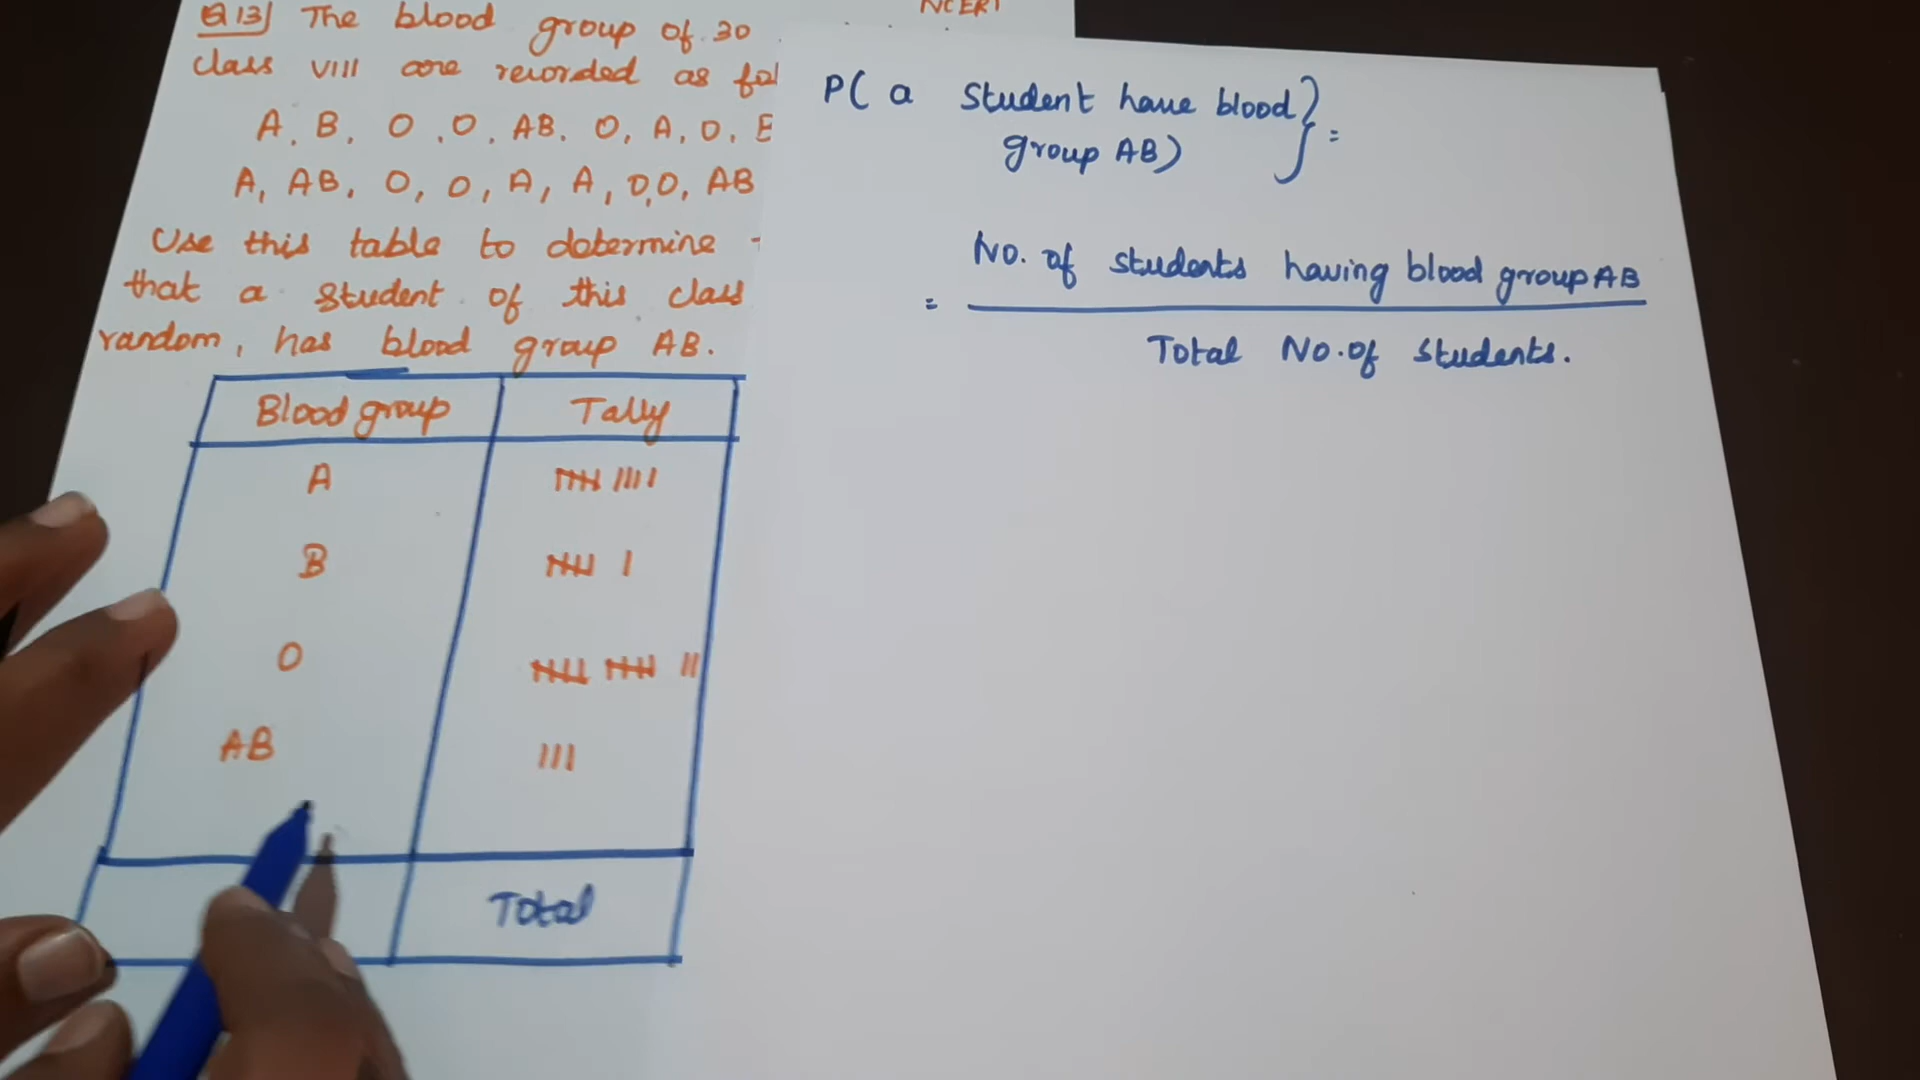 NCERT
Q13) The blood group of 30
class VIII are recorded as fol
A, B, O, O, AB, O, A, O, B
A, AB, O, O, A, A, O, O, AB
Use this table to determine
that a student of this class
random, has blood group AB.
Blood group Tally
A 𝍸 ||||
B 𝍸 |
O 𝍸 𝍸 ||
AB |||
Total
P( a student have blood }
group AB) } =
= No. of students having blood group AB
Total No. of students.